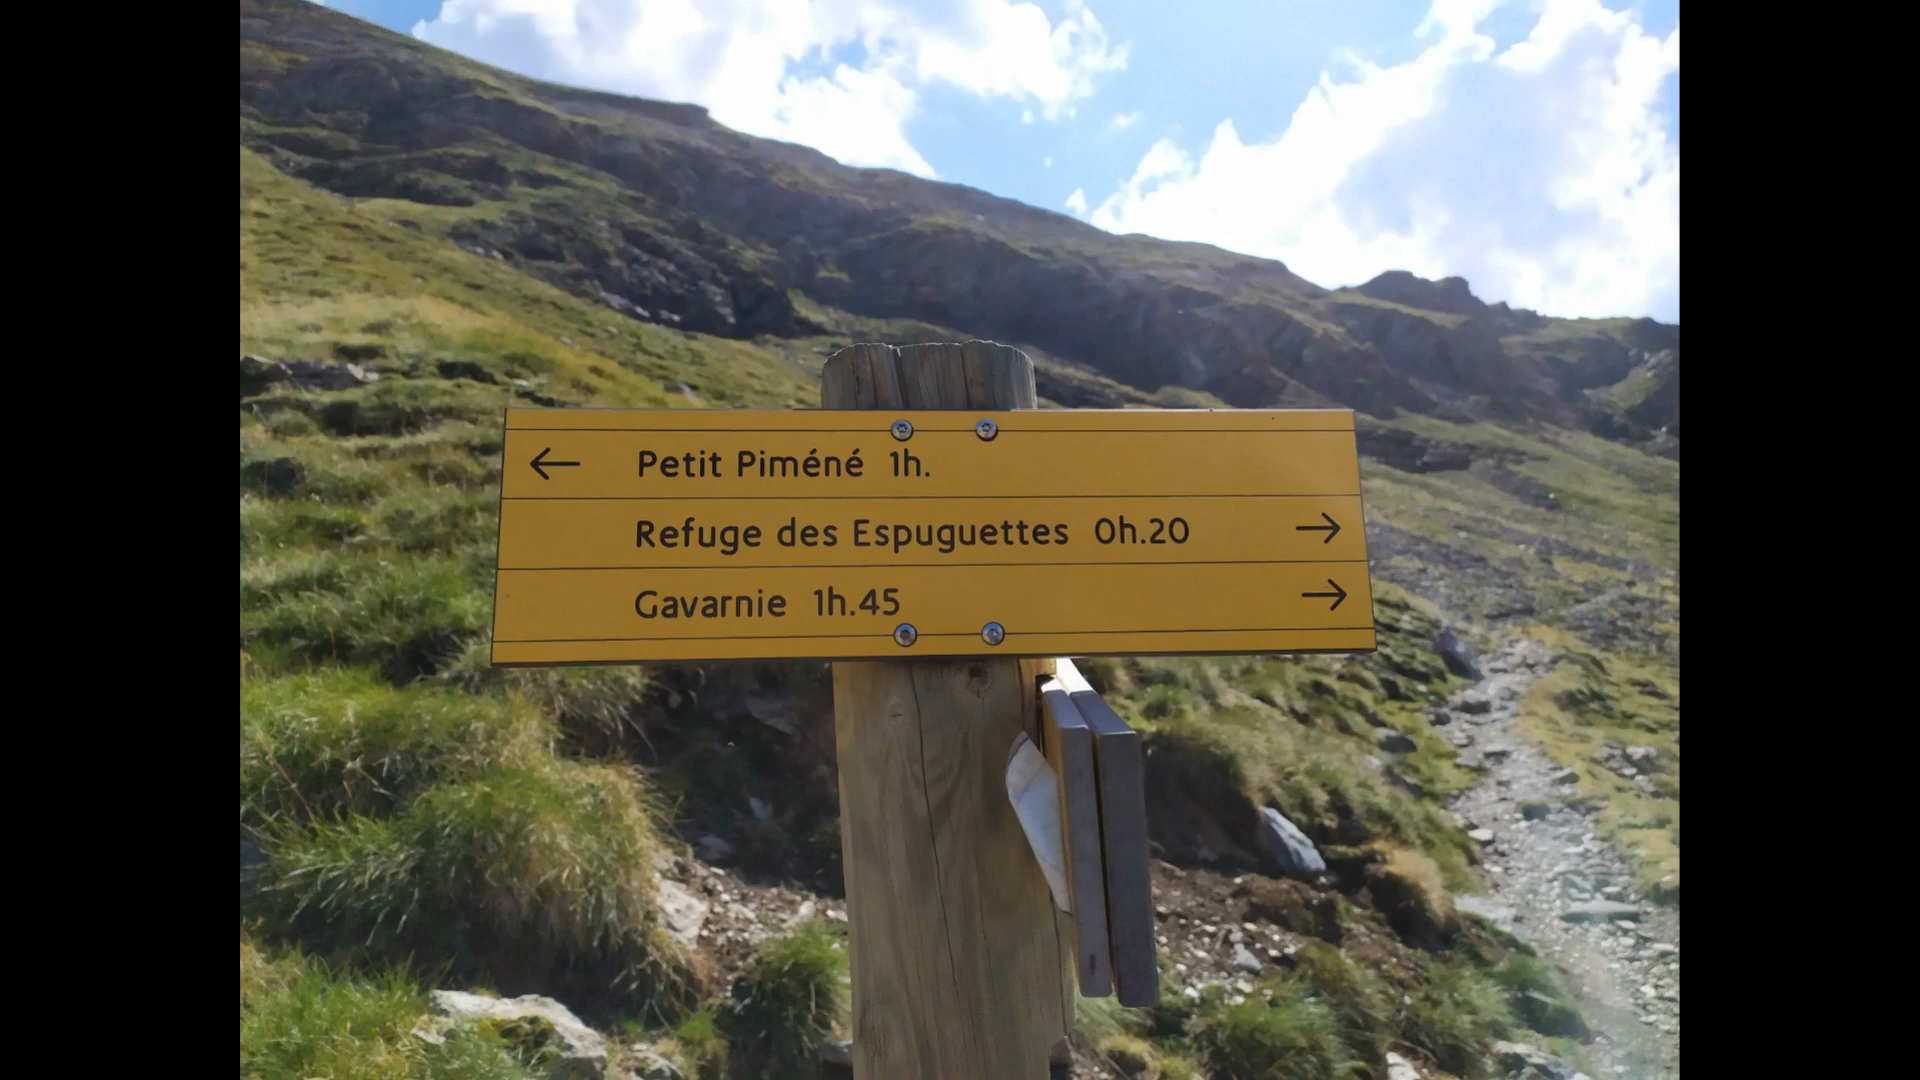 ← Petit Piméné 1h.
Refuge des Espuguettes 0h.20 →
Gavarnie 1h.45 →